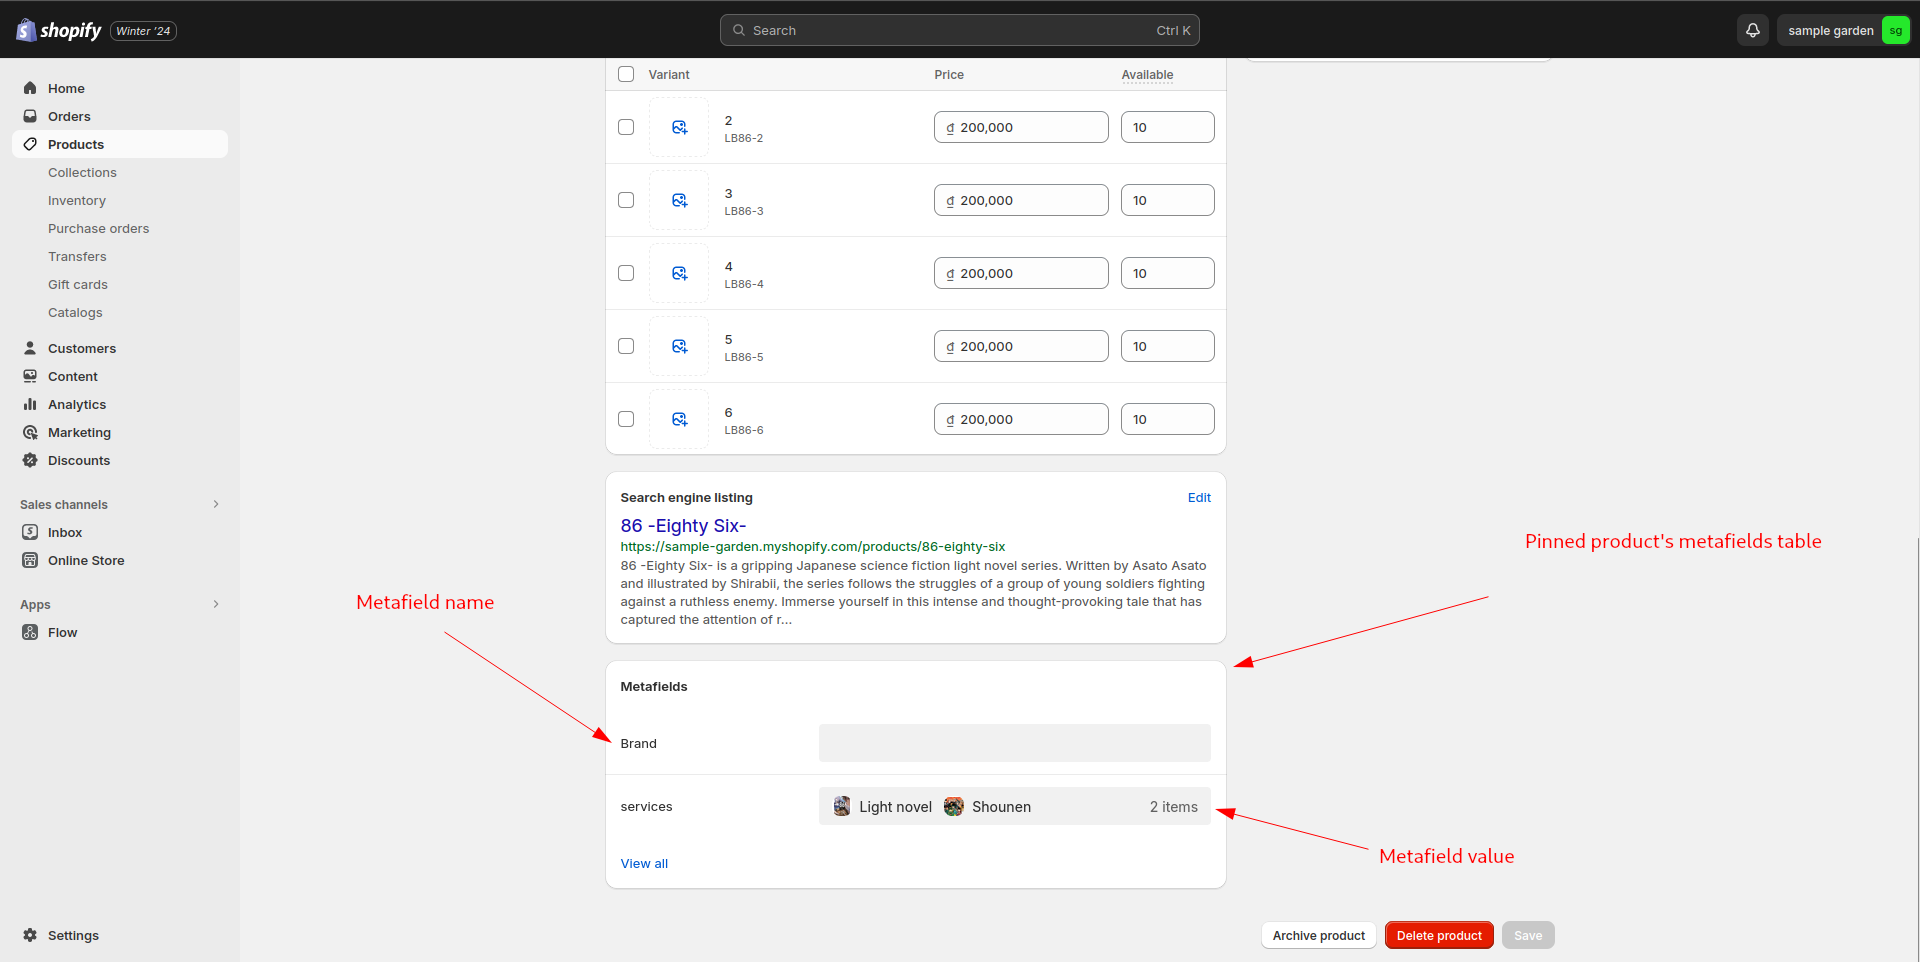 shopify Winter '24
Search Ctrl K
sample garden sg
Home
Orders
Products
Collections
Inventory
Purchase orders
Transfers
Gift cards
Catalogs
Customers
Content
Analytics
Marketing
Discounts
Sales channels
Inbox
Online Store
Apps
Flow
Settings
Variant Price Available
2
LB86-2
₫ 200,000 10
3
LB86-3
₫ 200,000 10
4
LB86-4
₫ 200,000 10
5
LB86-5
₫ 200,000 10
6
LB86-6
₫ 200,000 10
Search engine listing Edit
86 -Eighty Six-
https://sample-garden.myshopify.com/products/86-eighty-six
86 -Eighty Six- is a gripping Japanese science fiction light novel series. Written by Asato Asato
and illustrated by Shirabii, the series follows the struggles of a group of young soldiers fighting
against a ruthless enemy. Immerse yourself in this intense and thought-provoking tale that has
captured the attention of r...
Pinned product's metafields table
Metafield name
Metafields
Brand
services Light novel Shounen 2 items
Metafield value
View all
Archive product Delete product Save